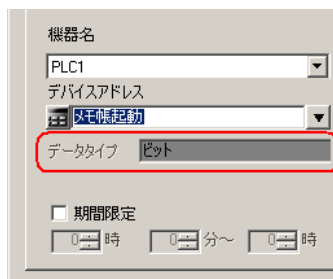 機器名
PLC1
デバイスアドレス
メモ帳起動
データタイプ ビット
期間限定
0 時 0 分～ 0 時